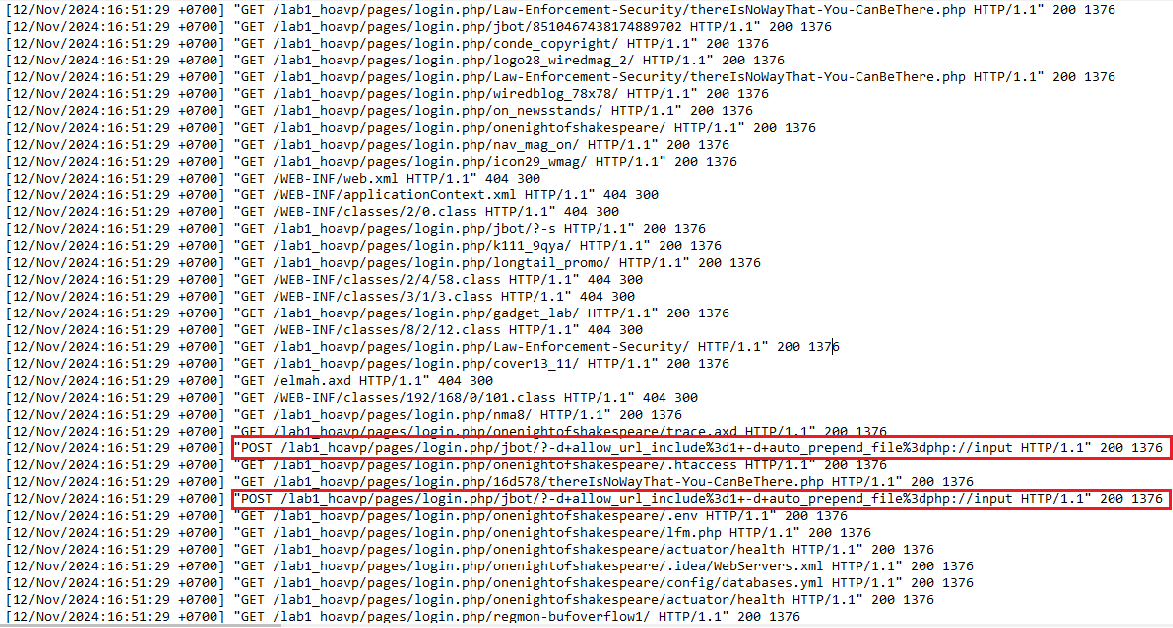 [12/Nov/2024:16:51:29 +0700] "GET /lab1_hoavp/pages/login.php/Law-Enforcement-Security/thereIsNoWayThat-You-CanBeThere.php HTTP/1.1" 200 1376
[12/Nov/2024:16:51:29 +0700] "GET /lab1_hoavp/pages/login.php/jbot/8510467438174889702 HTTP/1.1" 200 1376
[12/Nov/2024:16:51:29 +0700] "GET /lab1_hoavp/pages/login.php/conde_copyright/ HTTP/1.1" 200 1376
[12/Nov/2024:16:51:29 +0700] "GET /lab1_hoavp/pages/login.php/logo28_wiredmag_2/ HTTP/1.1" 200 1376
[12/Nov/2024:16:51:29 +0700] "GET /lab1_hoavp/pages/login.php/Law-Enforcement-Security/thereIsNoWayThat-You-CanBeThere.php HTTP/1.1" 200 1376
[12/Nov/2024:16:51:29 +0700] "GET /lab1_hoavp/pages/login.php/wiredblog_78x78/ HTTP/1.1" 200 1376
[12/Nov/2024:16:51:29 +0700] "GET /lab1_hoavp/pages/login.php/on_newsstands/ HTTP/1.1" 200 1376
[12/Nov/2024:16:51:29 +0700] "GET /lab1_hoavp/pages/login.php/onenightofshakespeare/ HTTP/1.1" 200 1376
[12/Nov/2024:16:51:29 +0700] "GET /lab1_hoavp/pages/login.php/nav_mag_on/ HTTP/1.1" 200 1376
[12/Nov/2024:16:51:29 +0700] "GET /lab1_hoavp/pages/login.php/icon29_wmag/ HTTP/1.1" 200 1376
[12/Nov/2024:16:51:29 +0700] "GET /WEB-INF/web.xml HTTP/1.1" 404 300
[12/Nov/2024:16:51:29 +0700] "GET /WEB-INF/applicationContext.xml HTTP/1.1" 404 300
[12/Nov/2024:16:51:29 +0700] "GET /WEB-INF/classes/2/0.class HTTP/1.1" 404 300
[12/Nov/2024:16:51:29 +0700] "GET /lab1_hoavp/pages/login.php/jbot/?-s HTTP/1.1" 200 1376
[12/Nov/2024:16:51:29 +0700] "GET /lab1_hoavp/pages/login.php/k111_9qya/ HTTP/1.1" 200 1376
[12/Nov/2024:16:51:29 +0700] "GET /lab1_hoavp/pages/login.php/longtail_promo/ HTTP/1.1" 200 1376
[12/Nov/2024:16:51:29 +0700] "GET /WEB-INF/classes/2/4/58.class HTTP/1.1" 404 300
[12/Nov/2024:16:51:29 +0700] "GET /WEB-INF/classes/3/1/3.class HTTP/1.1" 404 300
[12/Nov/2024:16:51:29 +0700] "GET /lab1_hoavp/pages/login.php/gadget_lab/ HTTP/1.1" 200 1376
[12/Nov/2024:16:51:29 +0700] "GET /WEB-INF/classes/8/2/12.class HTTP/1.1" 404 300
[12/Nov/2024:16:51:29 +0700] "GET /lab1_hoavp/pages/login.php/Law-Enforcement-Security/ HTTP/1.1" 200 1376
[12/Nov/2024:16:51:29 +0700] "GET /lab1_hoavp/pages/login.php/cover13_11/ HTTP/1.1" 200 1376
[12/Nov/2024:16:51:29 +0700] "GET /elmah.axd HTTP/1.1" 404 300
[12/Nov/2024:16:51:29 +0700] "GET /WEB-INF/classes/192/168/0/101.class HTTP/1.1" 404 300
[12/Nov/2024:16:51:29 +0700] "GET /lab1_hoavp/pages/login.php/nma8/ HTTP/1.1" 200 1376
[12/Nov/2024:16:51:29 +0700] "GET /lab1_hoavp/pages/login.php/onenightofshakespeare/trace.axd HTTP/1.1" 200 1376
[12/Nov/2024:16:51:29 +0700] "POST /lab1_hoavp/pages/login.php/jbot/?-d+allow_url_include%3d1+-d+auto_prepend_file%3dphp://input HTTP/1.1" 200 1376
[12/Nov/2024:16:51:29 +0700] "GET /lab1_hoavp/pages/login.php/onenightofshakespeare/.htaccess HTTP/1.1" 200 1376
[12/Nov/2024:16:51:29 +0700] "GET /lab1_hoavp/pages/login.php/16d578/thereIsNoWayThat-You-CanBeThere.php HTTP/1.1" 200 1376
[12/Nov/2024:16:51:29 +0700] "POST /lab1_hoavp/pages/login.php/jbot/?-d+allow_url_include%3d1+-d+auto_prepend_file%3dphp://input HTTP/1.1" 200 1376
[12/Nov/2024:16:51:29 +0700] "GET /lab1_hoavp/pages/login.php/onenightofshakespeare/.env HTTP/1.1" 200 1376
[12/Nov/2024:16:51:29 +0700] "GET /lab1_hoavp/pages/login.php/onenightofshakespeare/lfm.php HTTP/1.1" 200 1376
[12/Nov/2024:16:51:29 +0700] "GET /lab1_hoavp/pages/login.php/onenightofshakespeare/actuator/health HTTP/1.1" 200 1376
[12/Nov/2024:16:51:29 +0700] "GET /lab1_hoavp/pages/login.php/onenightofshakespeare/.idea/WebServers.xml HTTP/1.1" 200 1376
[12/Nov/2024:16:51:29 +0700] "GET /lab1_hoavp/pages/login.php/onenightofshakespeare/config/databases.yml HTTP/1.1" 200 1376
[12/Nov/2024:16:51:29 +0700] "GET /lab1_hoavp/pages/login.php/onenightofshakespeare/actuator/health HTTP/1.1" 200 1376
[12/Nov/2024:16:51:29 +0700] "GET /lab1_hoavp/pages/login.php/regmon-bufoverflow1/ HTTP/1.1" 200 1376